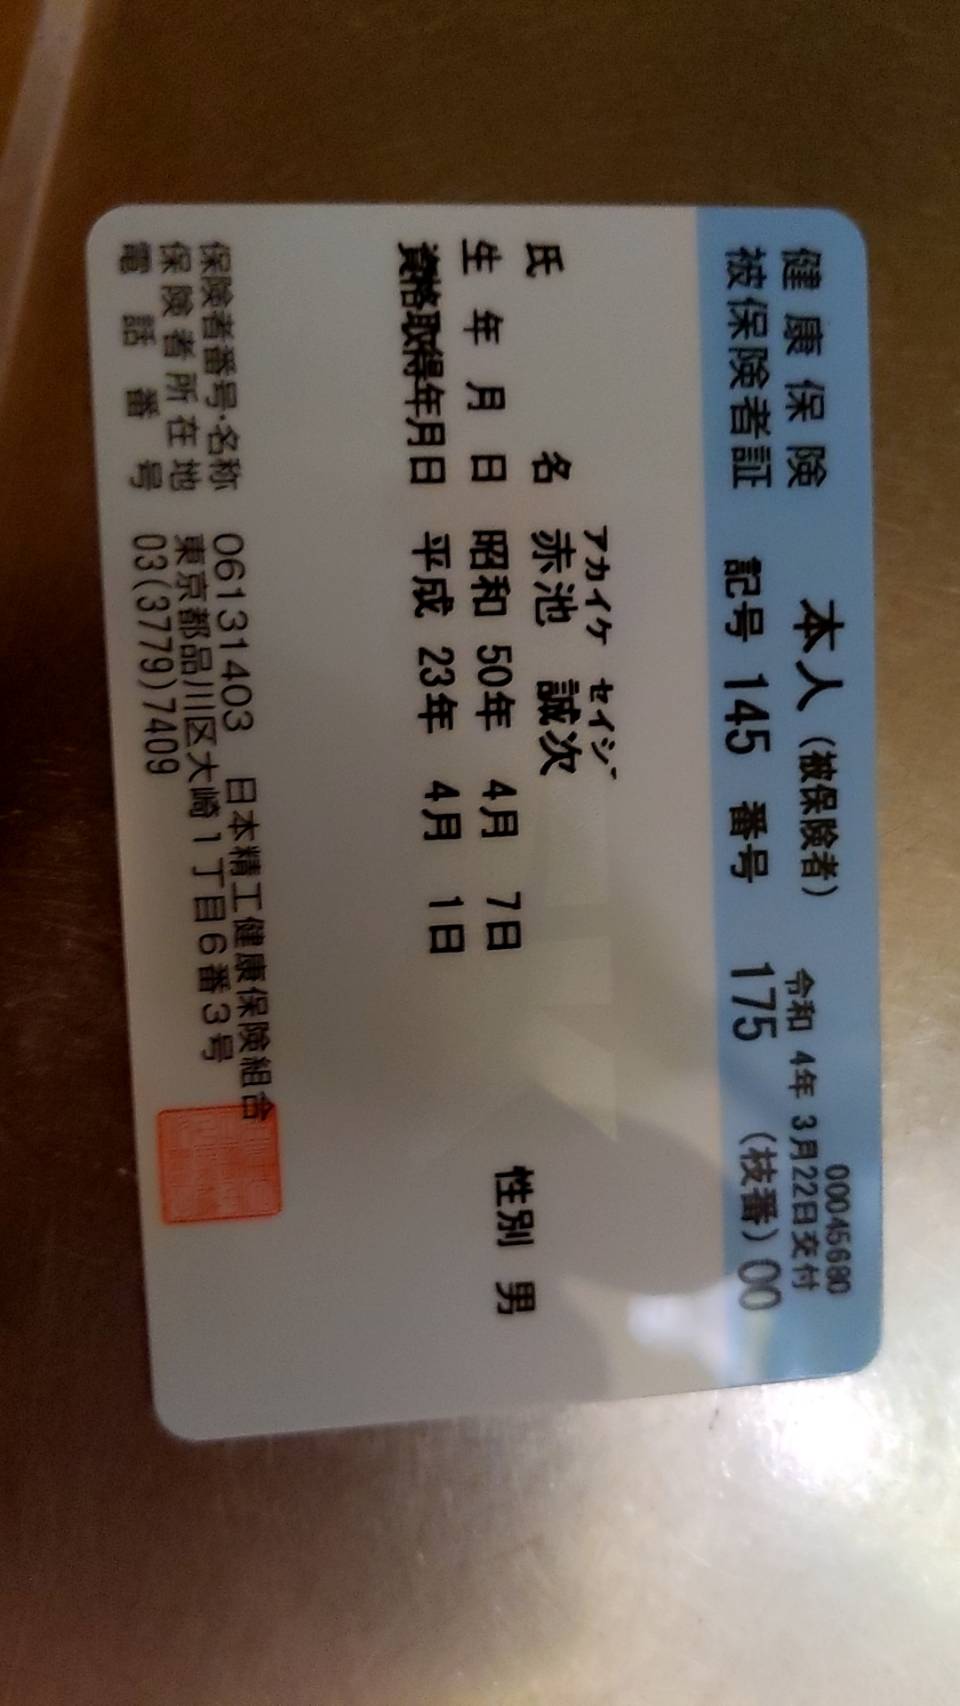 00045680
健康保険 本人(被保険者) 令和 4年 3月22日交付
被保険者証 記号 145 番号 175 (枝番) 00
アカイケ セイジ
氏名 赤池 誠次
生年月日 昭和 50年 4月 7日 性別 男
資格取得年月日 平成 23年 4月 1日
保険者番号・名称 06131403 日本精工健康保険組合
保険者所在地 東京都品川区大崎1丁目6番3号
電話番号 03(3779)7409